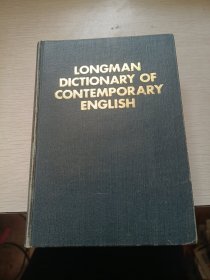 LONGMAN
DICTIONARY OF
CONTEMPORARY
ENGLISH